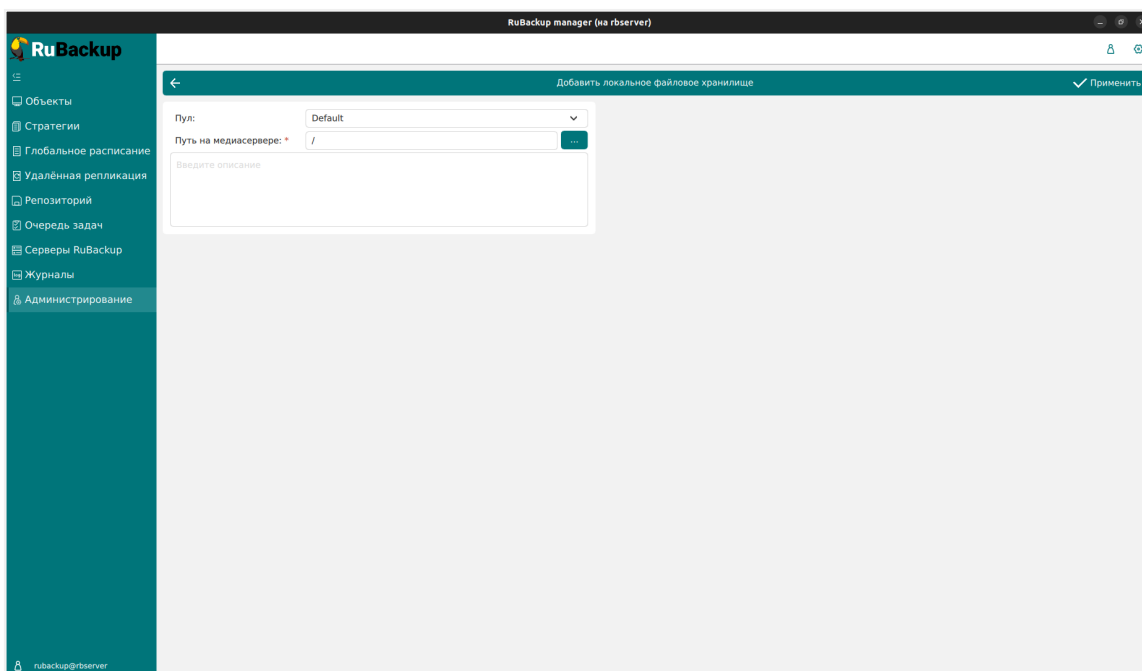 RuBackup manager (на rbserver)
RuBackup
Добавить локальное файловое хранилище
Применить
Объекты
Стратегии
Глобальное расписание
Удалённая репликация
Репозиторий
Очередь задач
Серверы RuBackup
Журналы
Администрирование
Пул:
Default
Путь на медиасервере: *
/
...
Введите описание
rubackup@rbserver